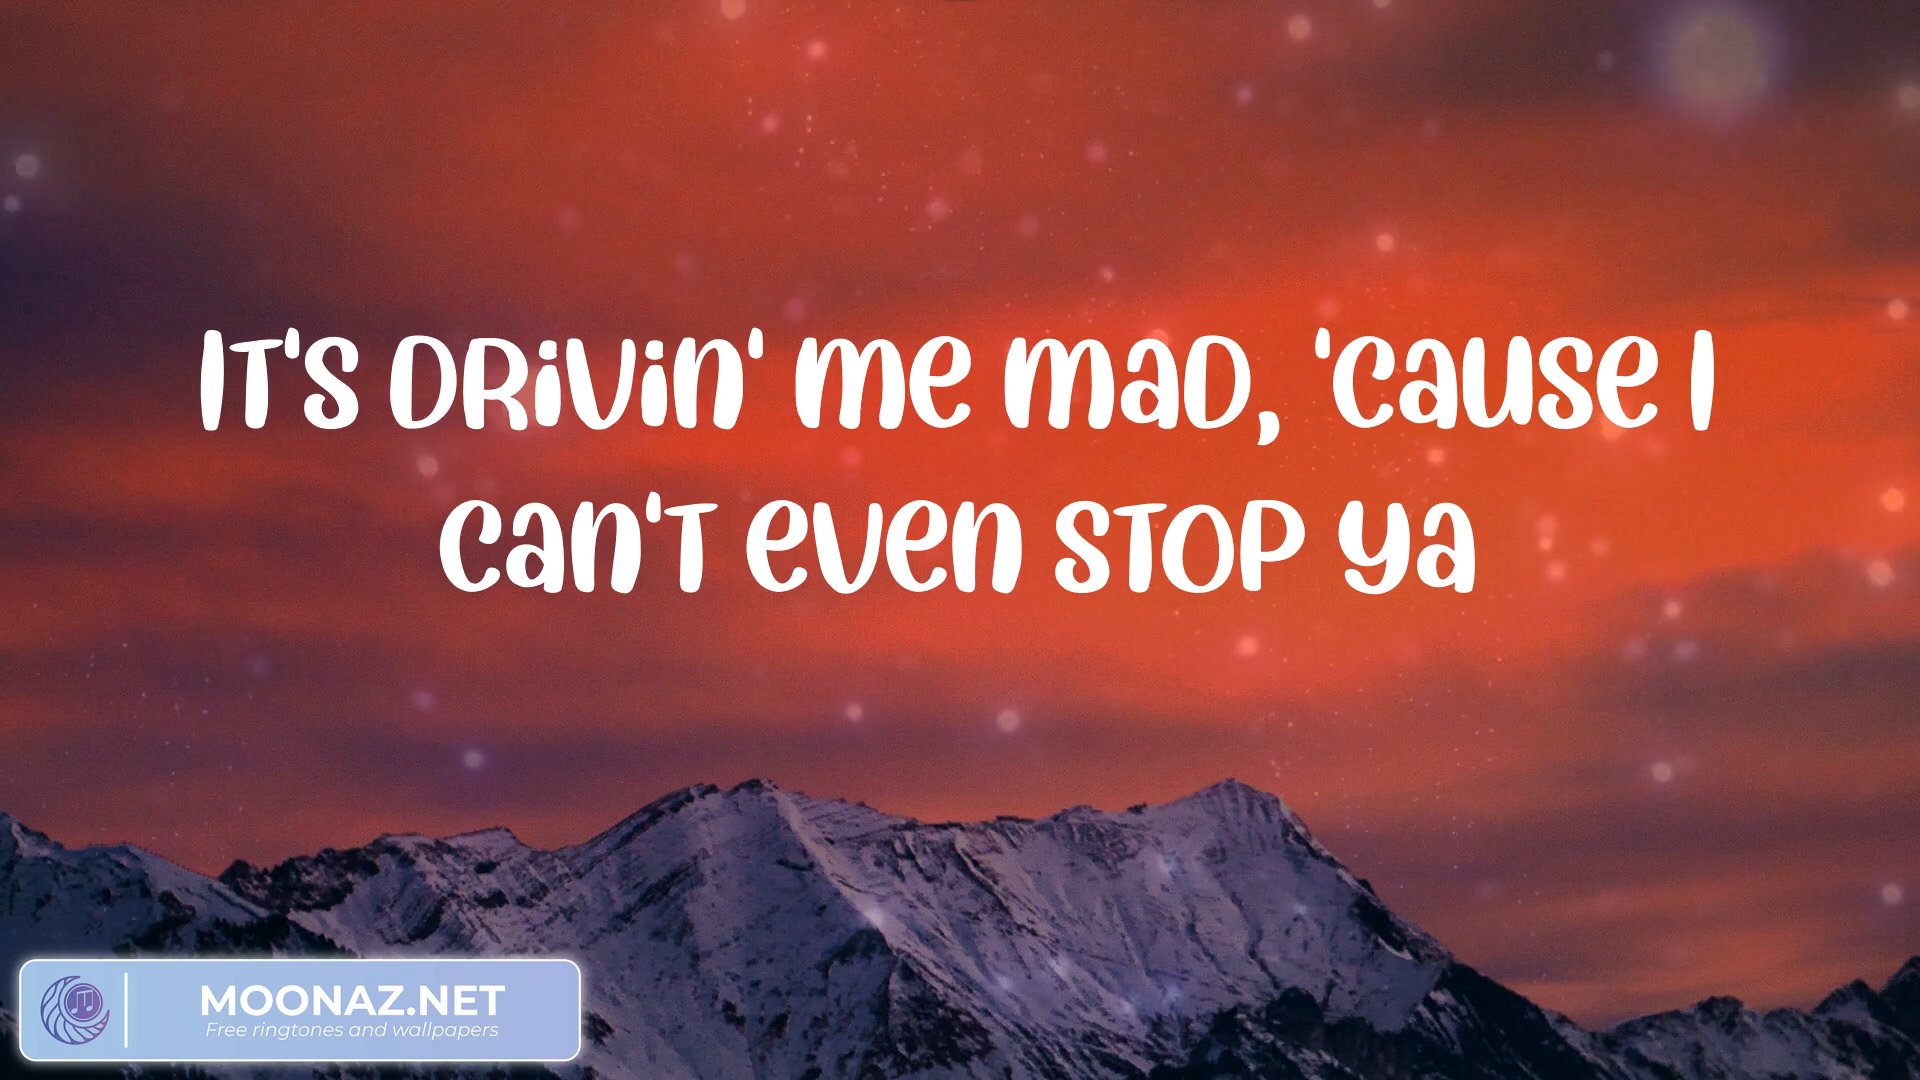 It's drivin' me mad, 'cause I
can't even stop ya
MOONAZ.NET
Free ringtones and wallpapers